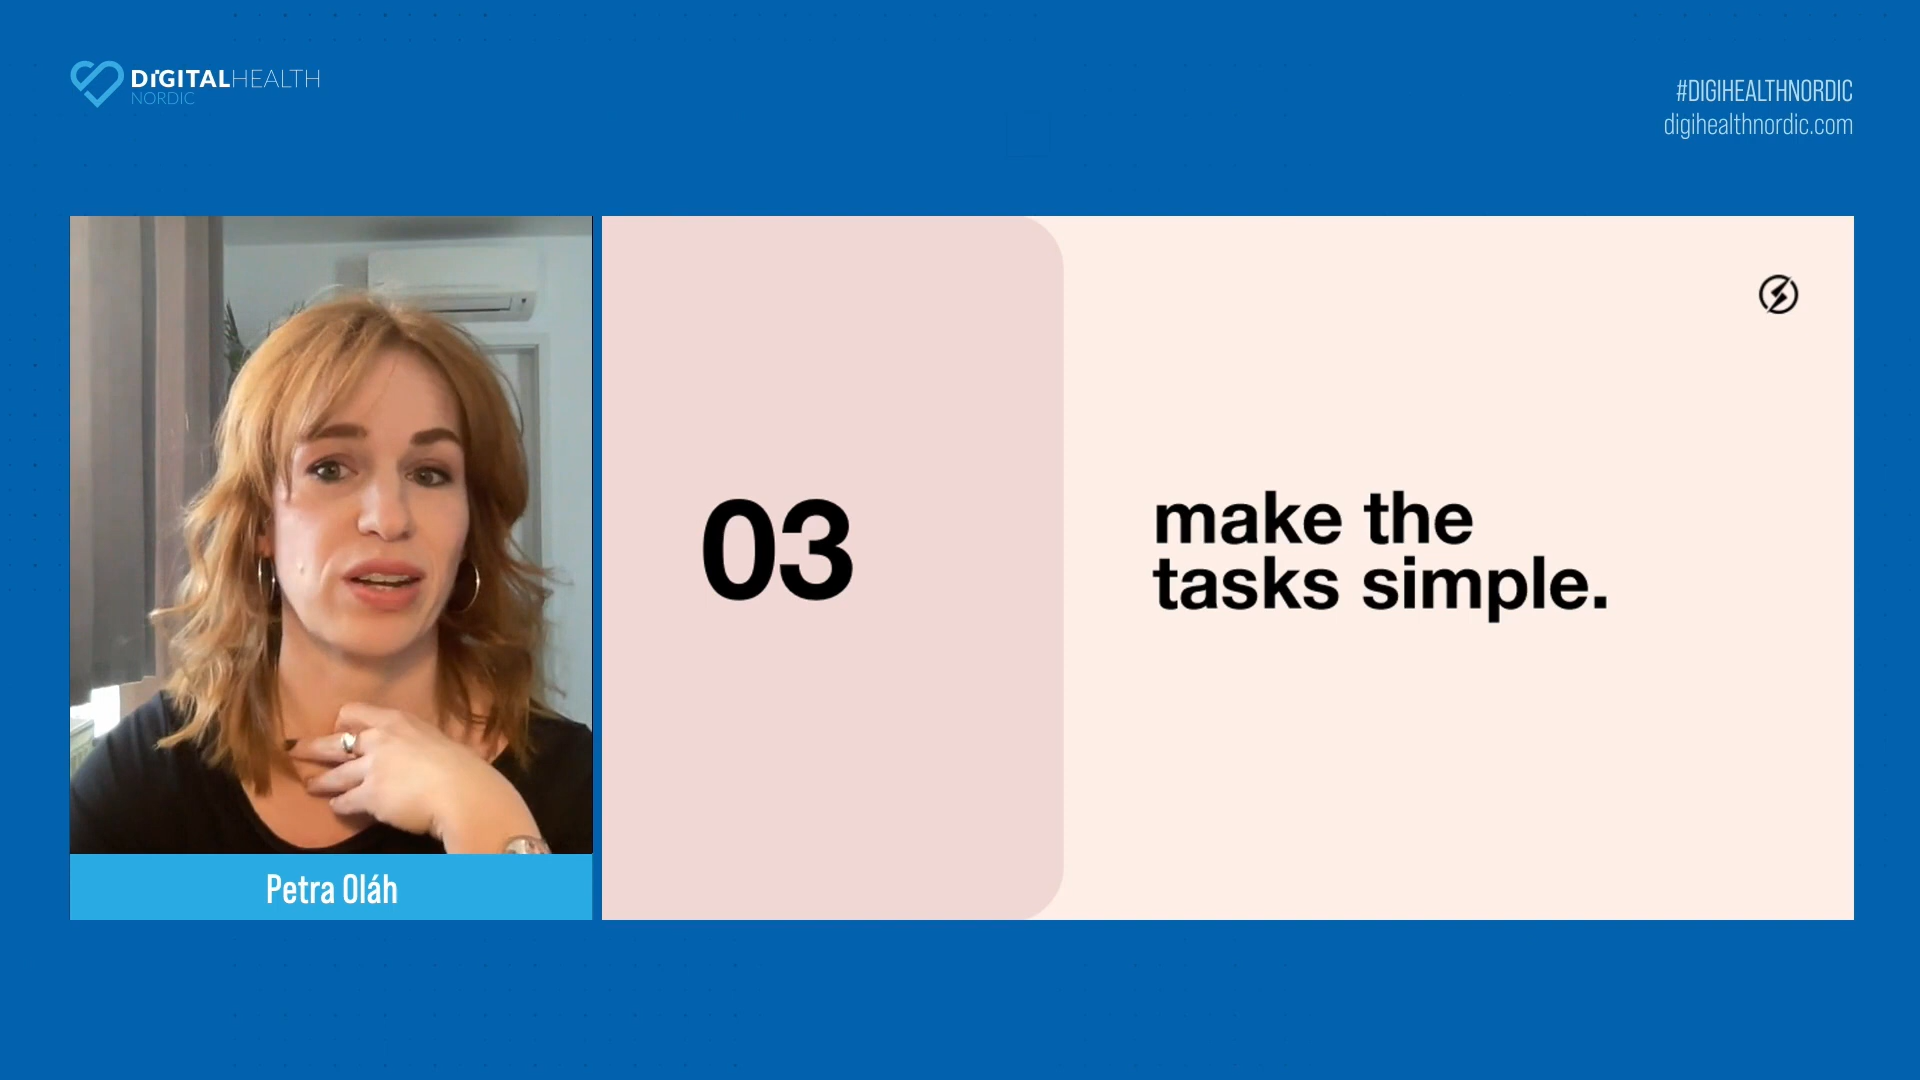 DIGITALHEALTH
NORDIC
#DIGIHEALTHNORDIC
digihealthnordic.com
03
make the
tasks simple.
Petra Oláh